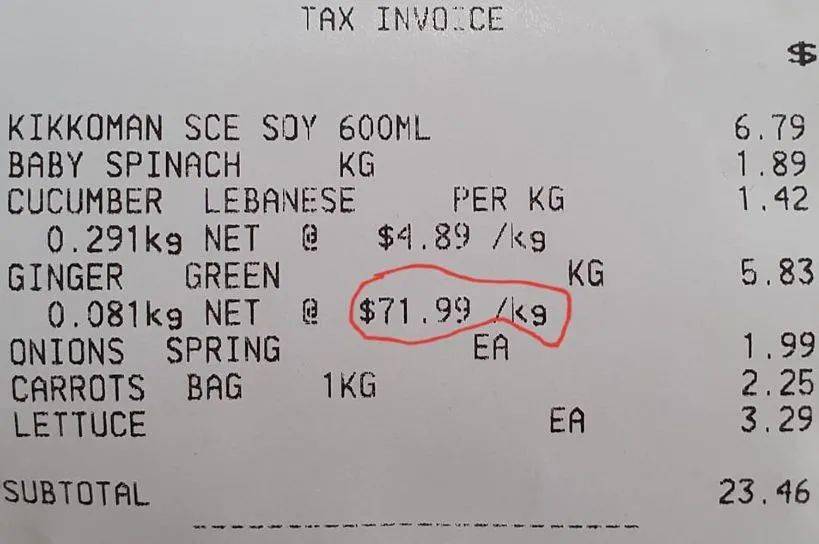 TAX INVOICE
$
KIKKOMAN SCE SOY 600ML 6.79
BABY SPINACH KG 1.89
CUCUMBER LEBANESE PER KG 1.42
0.291kg NET @ $4.89 /kg
GINGER GREEN KG 5.83
0.081kg NET @ $71.99 /kg
ONIONS SPRING EA 1.99
CARROTS BAG 1KG 2.25
LETTUCE EA 3.29
SUBTOTAL 23.46